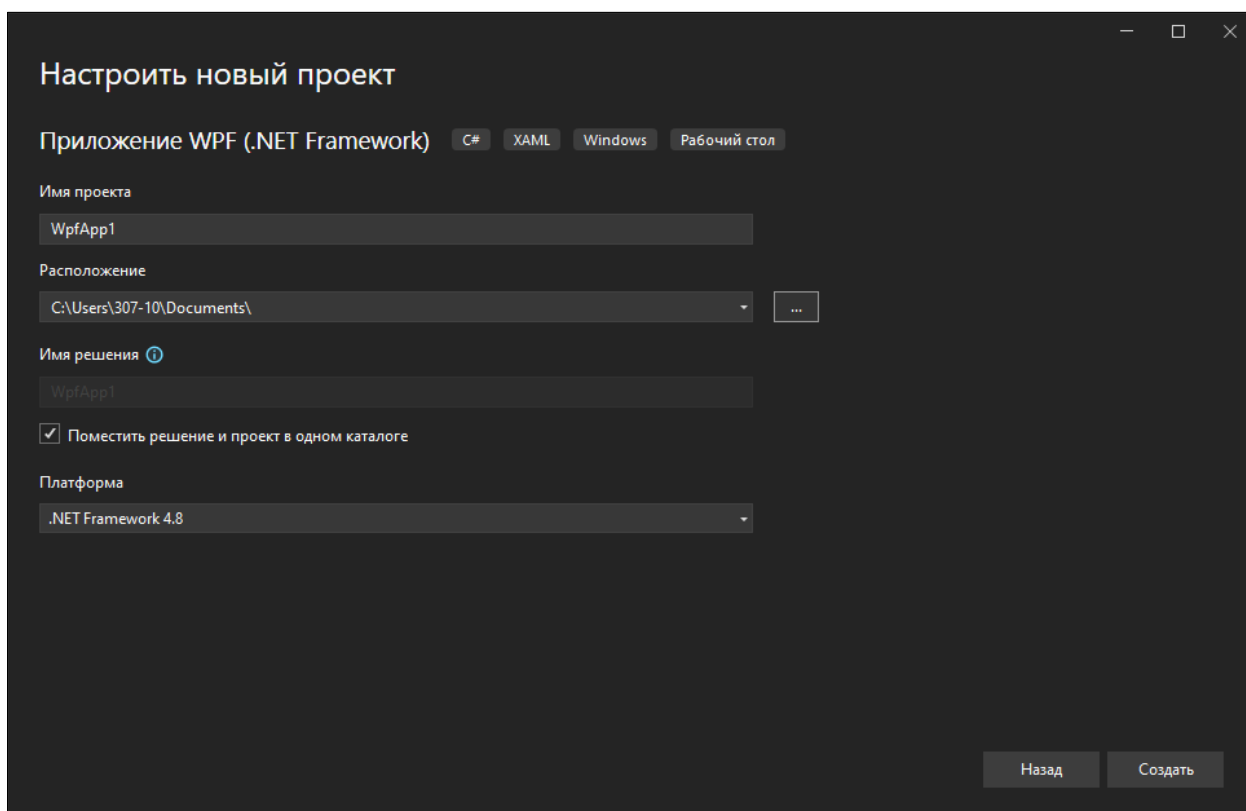 Настроить новый проект
Приложение WPF (.NET Framework) C# XAML Windows Рабочий стол
Имя проекта
WpfApp1
Расположение
C:\Users\307-10\Documents\
...
Имя решения
WpfApp1
Поместить решение и проект в одном каталоге
Платформа
.NET Framework 4.8
Назад Создать